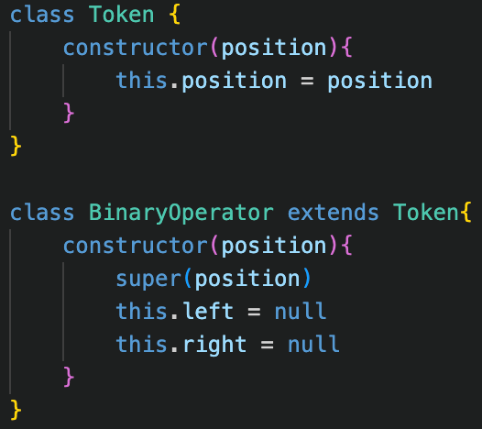 class Token {
    constructor(position){
        this.position = position
    }
}

class BinaryOperator extends Token{
    constructor(position){
        super(position)
        this.left = null
        this.right = null
    }
}